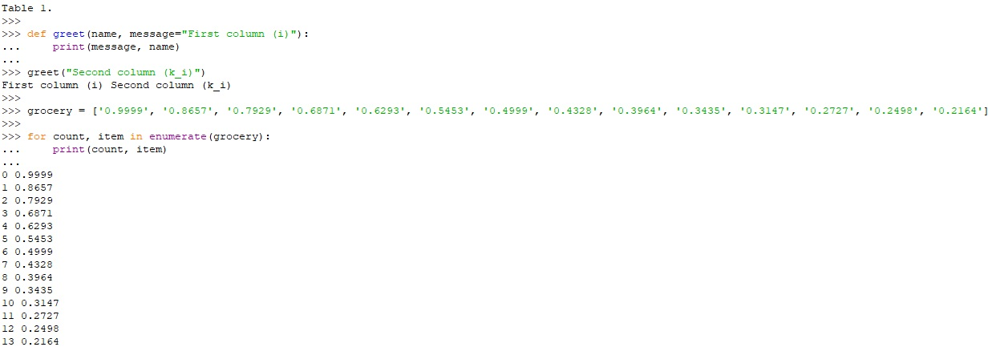 Table 1.
>>>
>>> def greet(name, message="First column (i)"):
...     print(message, name)
...
>>> greet("Second column (k_i)")
First column (i) Second column (k_i)
>>>
>>> grocery = ['0.9999', '0.8657', '0.7929', '0.6871', '0.6293', '0.5453', '0.4999', '0.4328', '0.3964', '0.3435', '0.3147', '0.2727', '0.2498', '0.2164']
>>>
>>> for count, item in enumerate(grocery):
...     print(count, item)
...
0 0.9999
1 0.8657
2 0.7929
3 0.6871
4 0.6293
5 0.5453
6 0.4999
7 0.4328
8 0.3964
9 0.3435
10 0.3147
11 0.2727
12 0.2498
13 0.2164